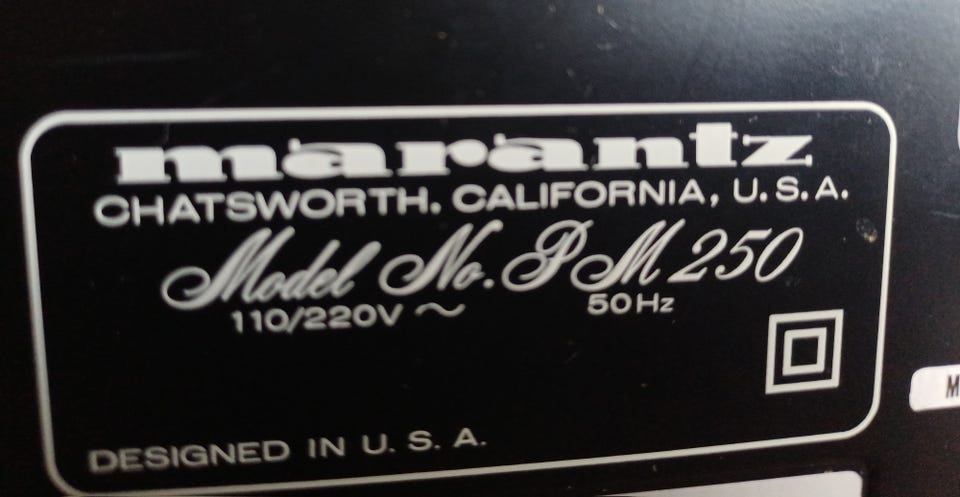 marantz
CHATSWORTH. CALIFORNIA, U.S.A.
Model No. PM 250
110/220V ~ 50Hz
DESIGNED IN U. S. A.
M